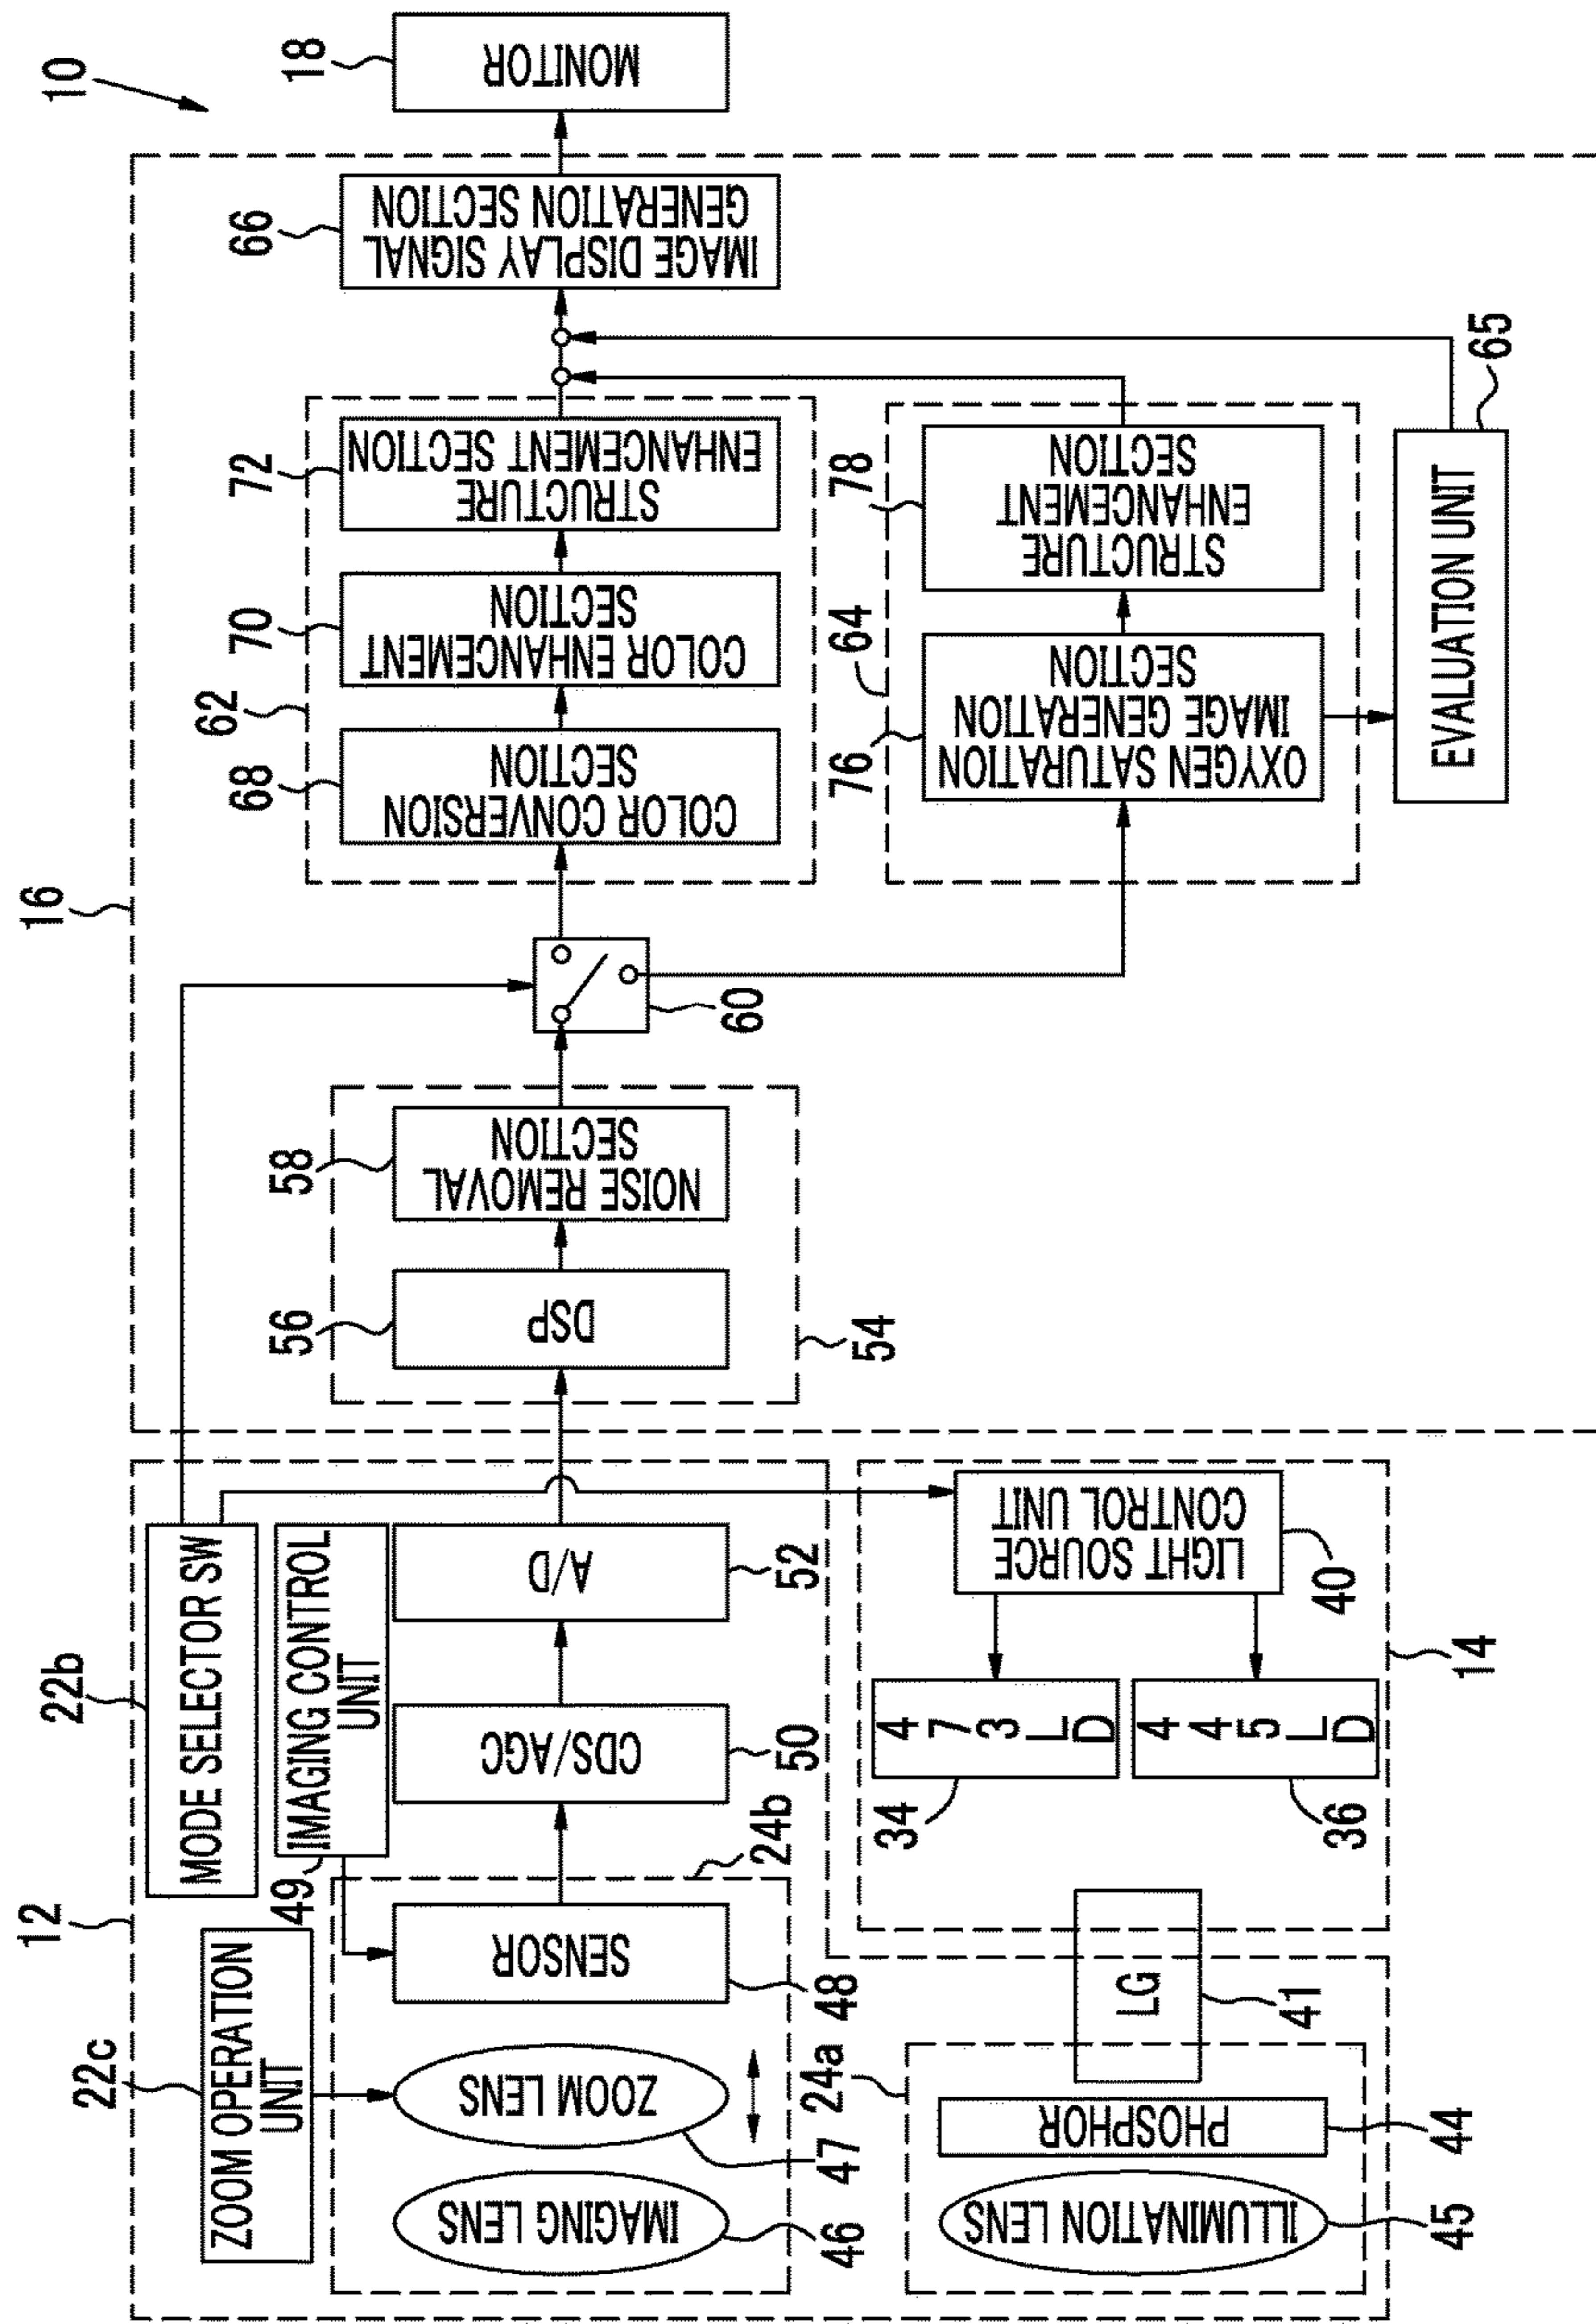 10
12
22c
ZOOM OPERATION
UNIT
22b
MODE SELECTOR SW
49
IMAGING CONTROL
UNIT
IMAGING LENS
46
ZOOM LENS
47
SENSOR
48
24b
CDS/AGC
50
A/D
52
24a
ILLUMINATION LENS
45
PHOSPHOR
44
LG
41
14
473LD
34
445LD
36
LIGHT SOURCE
CONTROL UNIT
40
16
54
DSP
56
NOISE REMOVAL
SECTION
58
60
62
COLOR CONVERSION
SECTION
68
COLOR ENHANCEMENT
SECTION
70
STRUCTURE
ENHANCEMENT SECTION
72
64
OXYGEN SATURATION
IMAGE GENERATION
SECTION
76
STRUCTURE
ENHANCEMENT
SECTION
78
EVALUATION UNIT
65
IMAGE DISPLAY SIGNAL
GENERATION SECTION
66
MONITOR
18